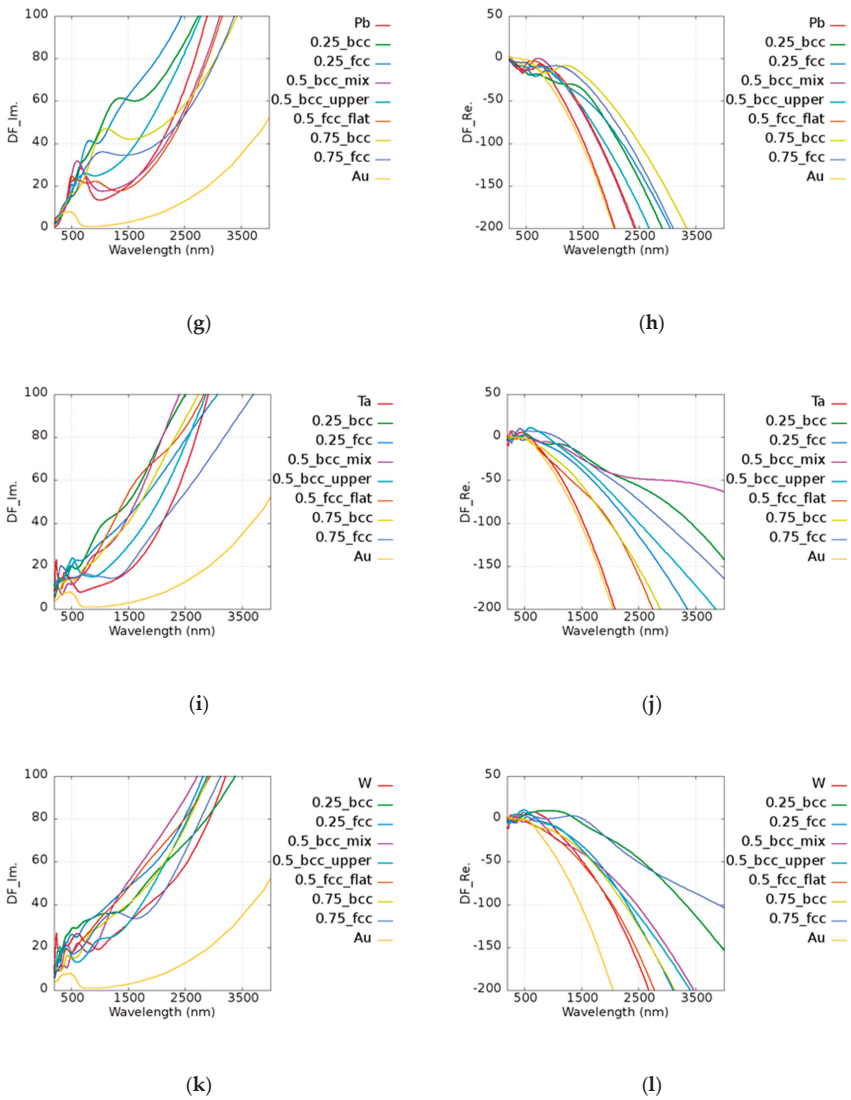 100
80
60
40
20
0
DF_Im.
500 1500 2500 3500
Wavelength (nm)
Pb
0.25_bcc
0.25_fcc
0.5_bcc_mix
0.5_bcc_upper
0.5_fcc_flat
0.75_bcc
0.75_fcc
Au
50
0
-50
-100
-150
-200
DF_Re.
500 1500 2500 3500
Wavelength (nm)
Pb
0.25_bcc
0.25_fcc
0.5_bcc_mix
0.5_bcc_upper
0.5_fcc_flat
0.75_bcc
0.75_fcc
Au
(g)
(h)
100
80
60
40
20
0
DF_Im.
500 1500 2500 3500
Wavelength (nm)
Ta
0.25_bcc
0.25_fcc
0.5_bcc_mix
0.5_bcc_upper
0.5_fcc_flat
0.75_bcc
0.75_fcc
Au
50
0
-50
-100
-150
-200
DF_Re.
500 1500 2500 3500
Wavelength (nm)
Ta
0.25_bcc
0.25_fcc
0.5_bcc_mix
0.5_bcc_upper
0.5_fcc_flat
0.75_bcc
0.75_fcc
Au
(i)
(j)
100
80
60
40
20
0
DF_Im.
500 1500 2500 3500
Wavelength (nm)
W
0.25_bcc
0.25_fcc
0.5_bcc_mix
0.5_bcc_upper
0.5_fcc_flat
0.75_bcc
0.75_fcc
Au
50
0
-50
-100
-150
-200
DF_Re.
500 1500 2500 3500
Wavelength (nm)
W
0.25_bcc
0.25_fcc
0.5_bcc_mix
0.5_bcc_upper
0.5_fcc_flat
0.75_bcc
0.75_fcc
Au
(k)
(l)